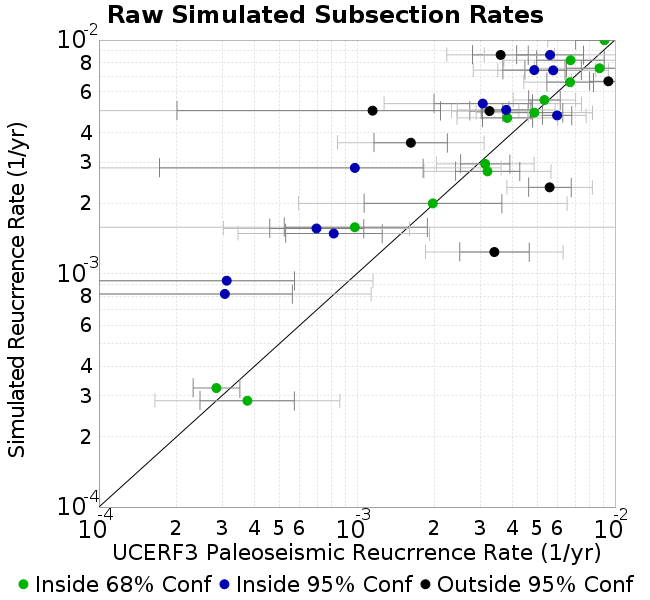 Raw Simulated Subsection Rates
Simulated Reucrrence Rate (1/yr)
10-2
8
6
4
3
2
10-3
8
6
4
3
2
10-4
10-4 2 3 4 5 6 10-3 2 3 4 5 6 10-2
UCERF3 Paleoseismic Reucrrence Rate (1/yr)
Inside 68% Conf Inside 95% Conf Outside 95% Conf